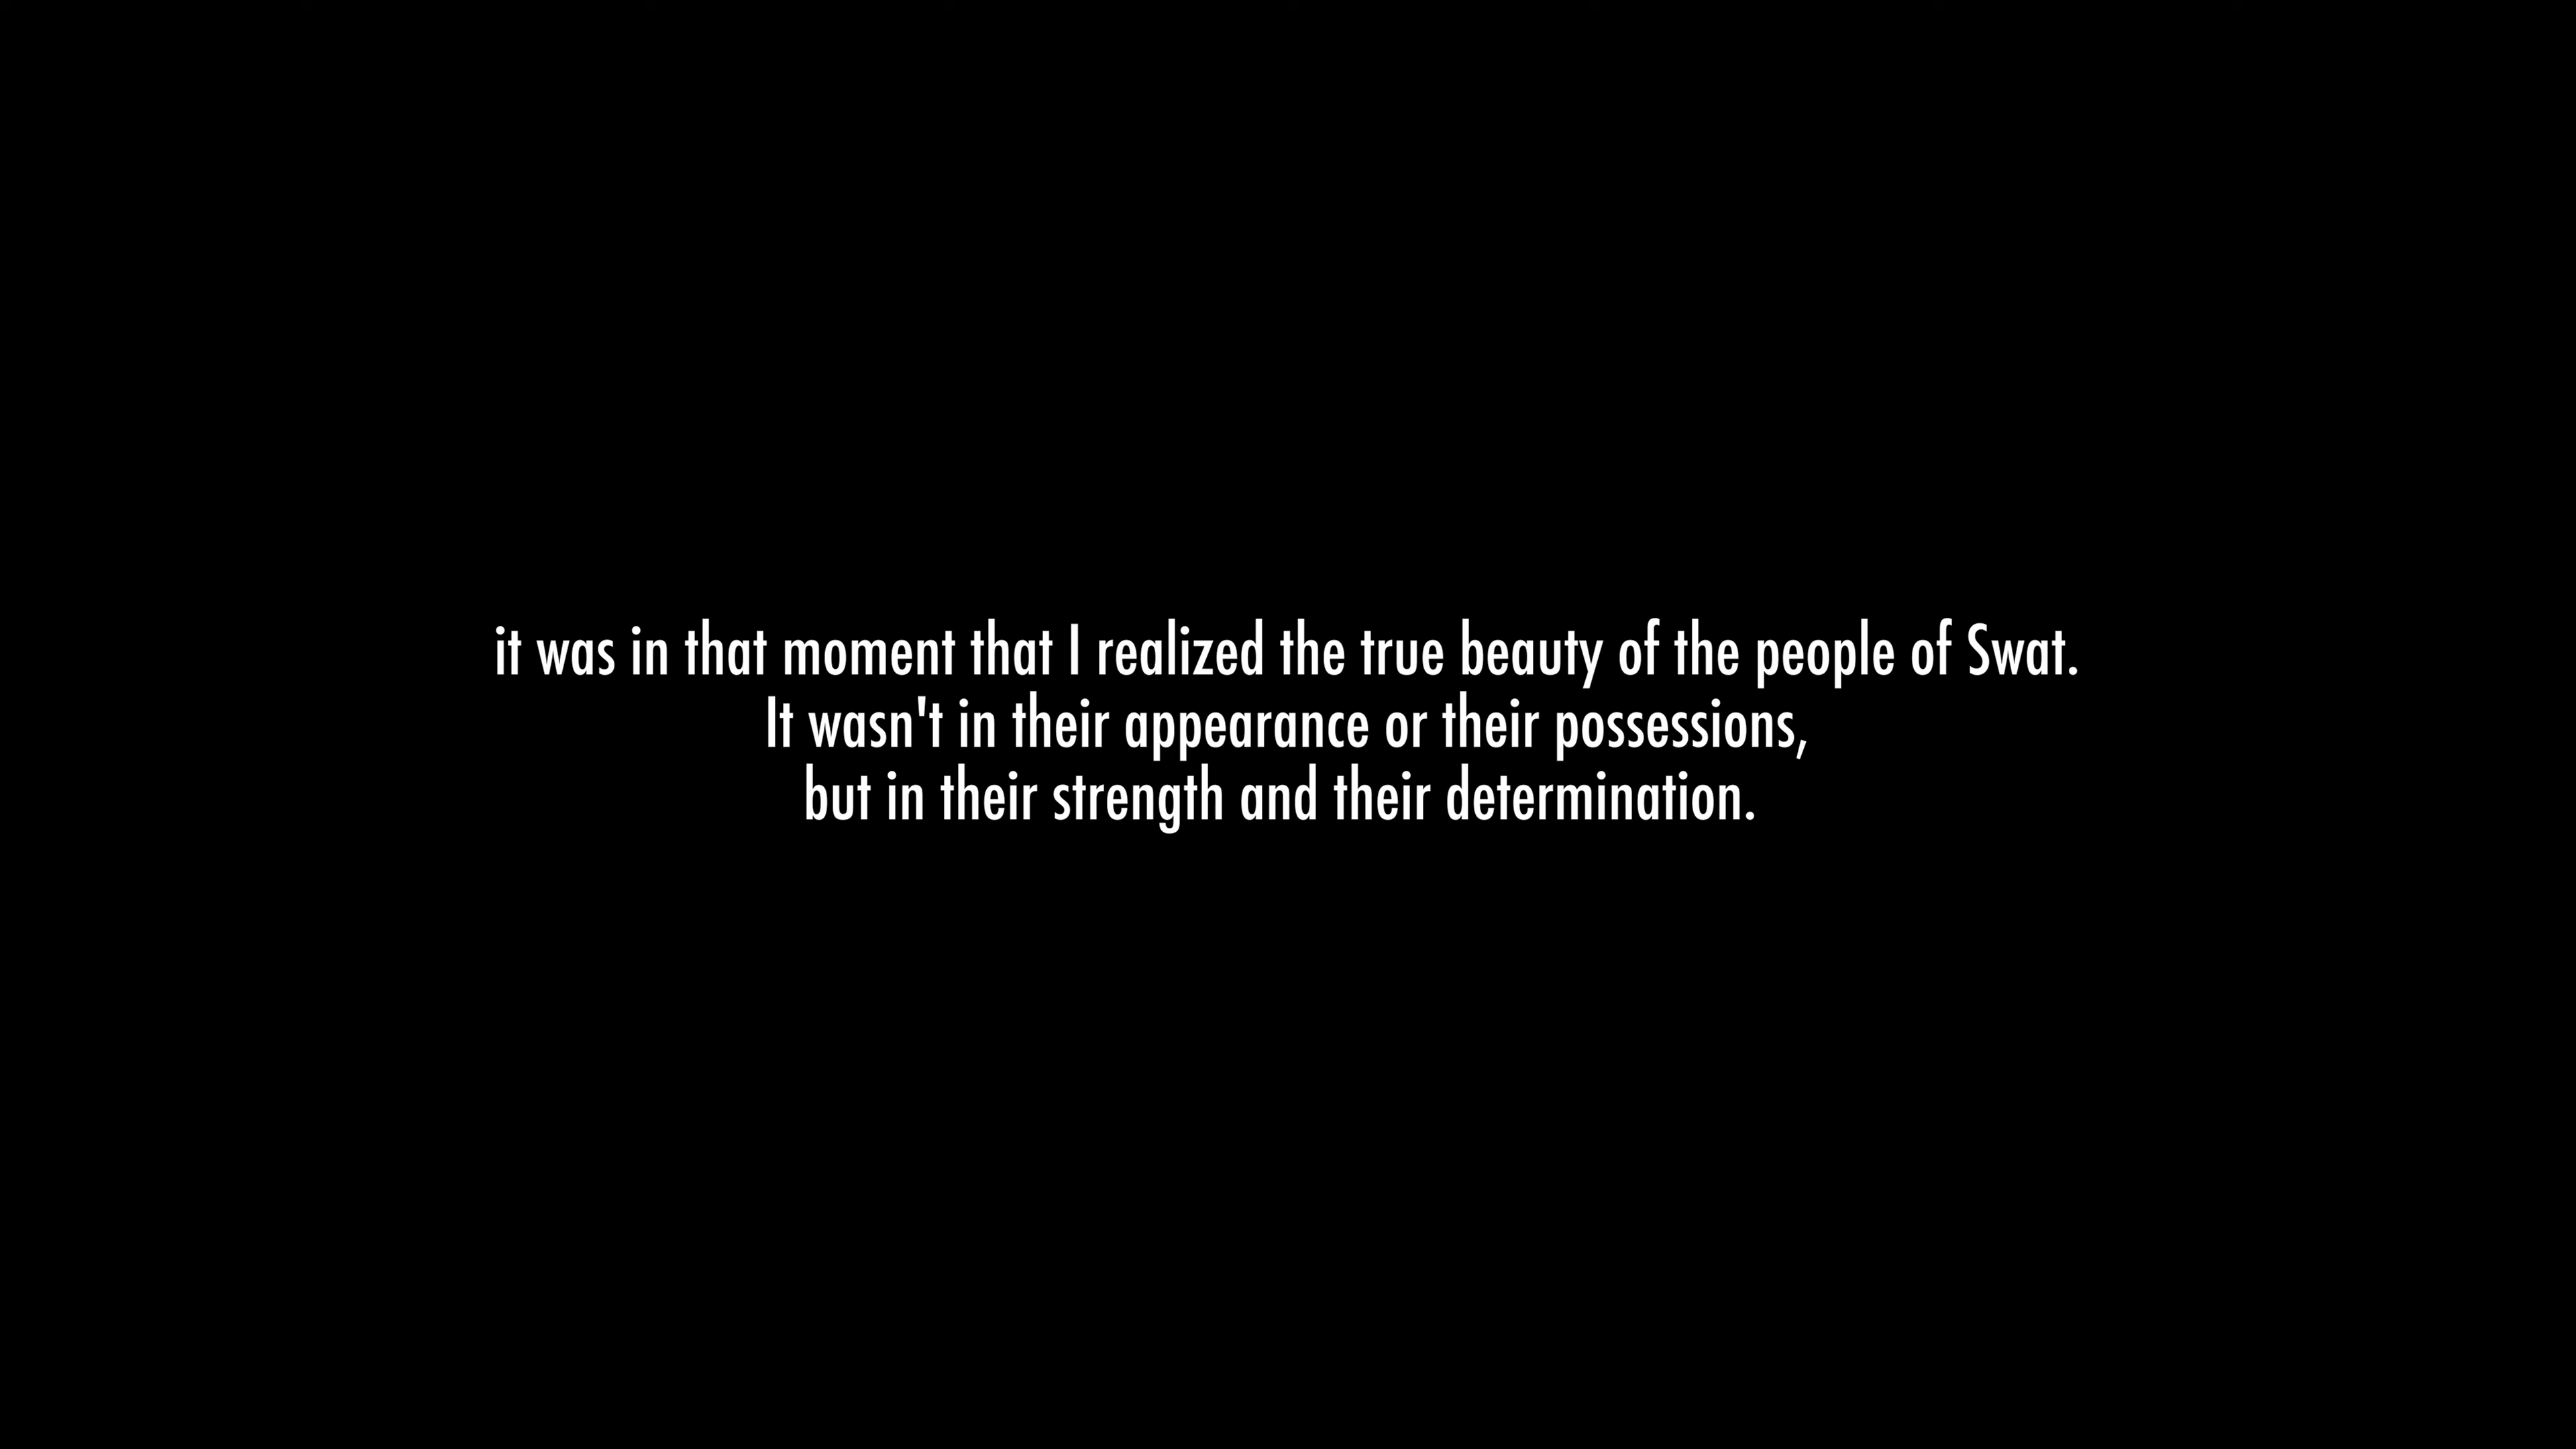 it was in that moment that I realized the true beauty of the people of Swat.
It wasn't in their appearance or their possessions,
but in their strength and their determination.